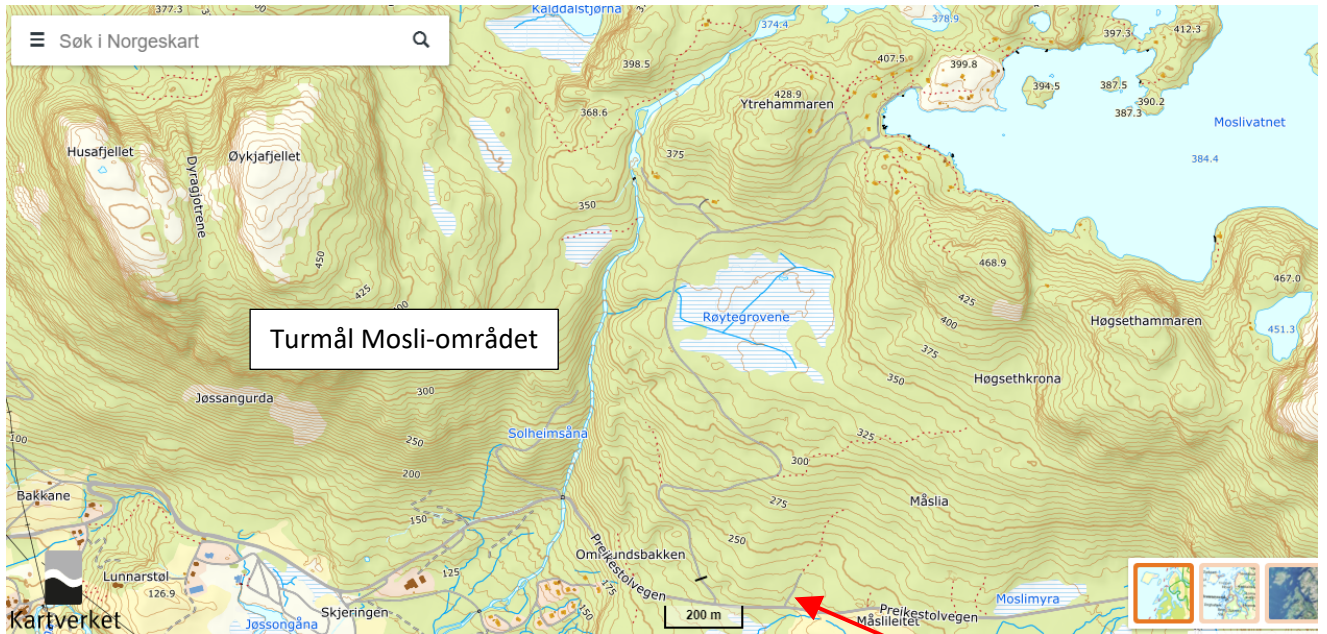 377.3
Kalddalstjørna
374.4
378.9
397.3
412.3
Søk i Norgeskart
398.5
407.5
399.8
394.5
387.5
390.2
387.3
428.9
Ytrehammaren
368.6
Moslivatnet
384.4
Husafjellet
Dyragjotrene
Øykjafjellet
375
350
450
425
468.9
467.0
425
400
Røytegrovene
Høgsethammaren
451.3
Turmål Mosli-området
375
350
Høgsethkrona
300
Jøssangurda
100
250
Solheimsåna
325
300
200
Bakkane
275
Måslia
150
250
Preikestolvegen
Lunnarstøl
126.9
125
175
150
Skjeringen
Jøssongåna
Moslimyra
200 m
Preikestolvegen
Måslileitet
Kartverket